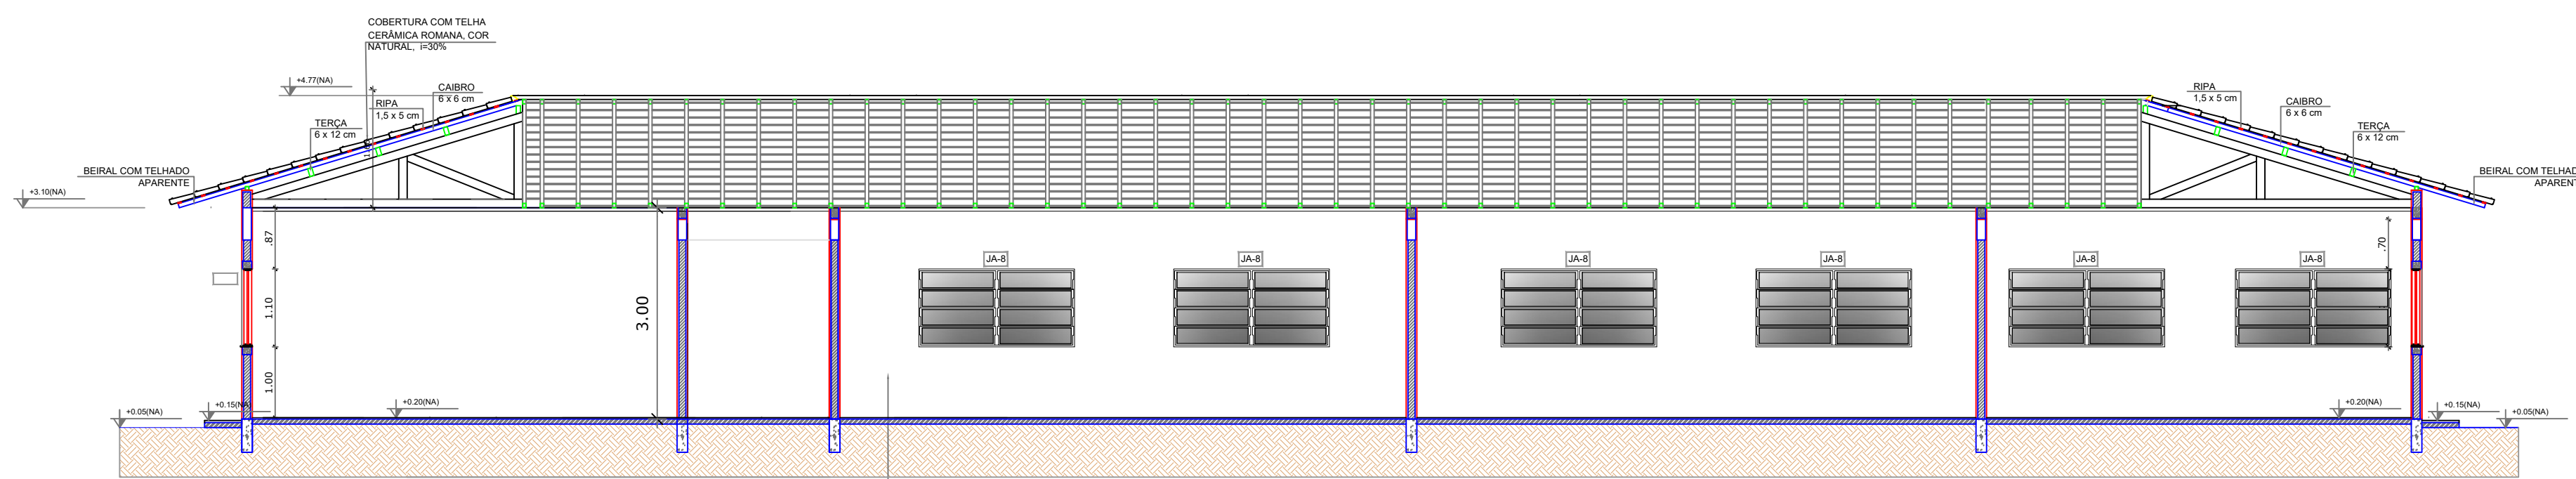 COBERTURA COM TELHA
CERÂMICA ROMANA, COR
NATURAL, i=30%
+4.77(NA)
CAIBRO
6 x 6 cm
RIPA
1,5 x 5 cm
TERÇA
6 x 12 cm
BEIRAL COM TELHADO
APARENTE
+3.10(NA)
RIPA
1,5 x 5 cm
CAIBRO
6 x 6 cm
TERÇA
6 x 12 cm
BEIRAL COM TELHAD
APARENT
.87
1.10
1.00
3.00
.70
JA-8
JA-8
JA-8
JA-8
JA-8
JA-8
+0.05(NA)
+0.15(NA)
+0.20(NA)
+0.20(NA)
+0.15(NA)
+0.05(NA)